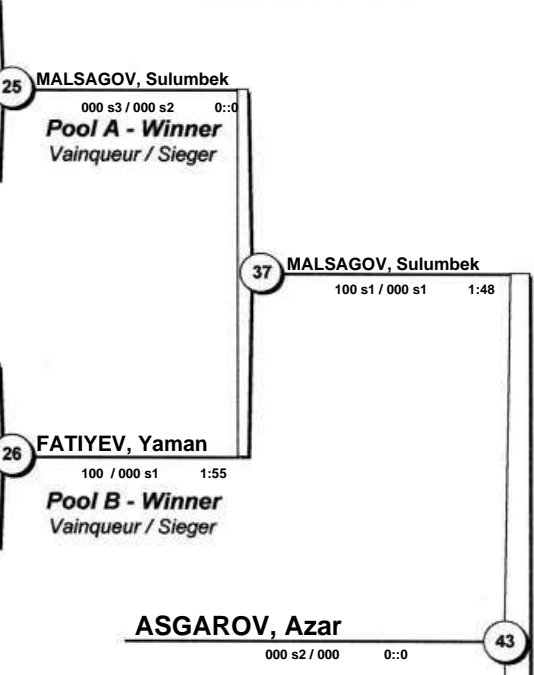 25 MALSAGOV, Sulumbek
000 s3 / 000 s2 0::0
Pool A - Winner
Vainqueur / Sieger
37 MALSAGOV, Sulumbek
100 s1 / 000 s1 1:48
26 FATIYEV, Yaman
100 / 000 s1 1:55
Pool B - Winner
Vainqueur / Sieger
ASGAROV, Azar 43
000 s2 / 000 0::0